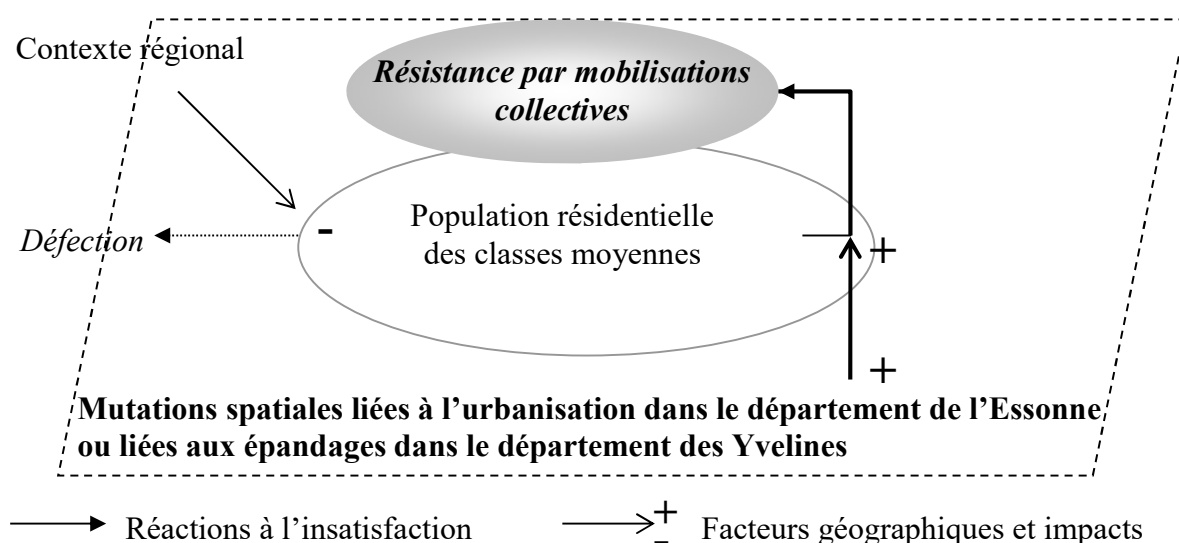 Contexte régional
Résistance par mobilisations
collectives
Population résidentielle
des classes moyennes
Défection
-
+
+
Mutations spatiales liées à l’urbanisation dans le département de l’Essonne
ou liées aux épandages dans le département des Yvelines
Réactions à l’insatisfaction
+
-
Facteurs géographiques et impacts